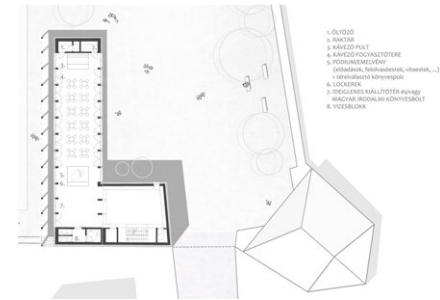 1. ÖLTÖZŐ
2. RAKTÁR
3. KÁVÉZÓ PULT
4. KÁVÉZÓ FOGYASZTÓTERE
5. PÓDIUM/EMELVÉNY
(előadások, felolvasóestek, vitaestek, ...)
+ térelválasztó könyvespolc
6. LOCKEREK
7. IDEIGLENES KIÁLLÍTÓTÉR és/vagy
MAGYAR IRODALMI KÖNYVESBOLT
8. VIZESBLOKK